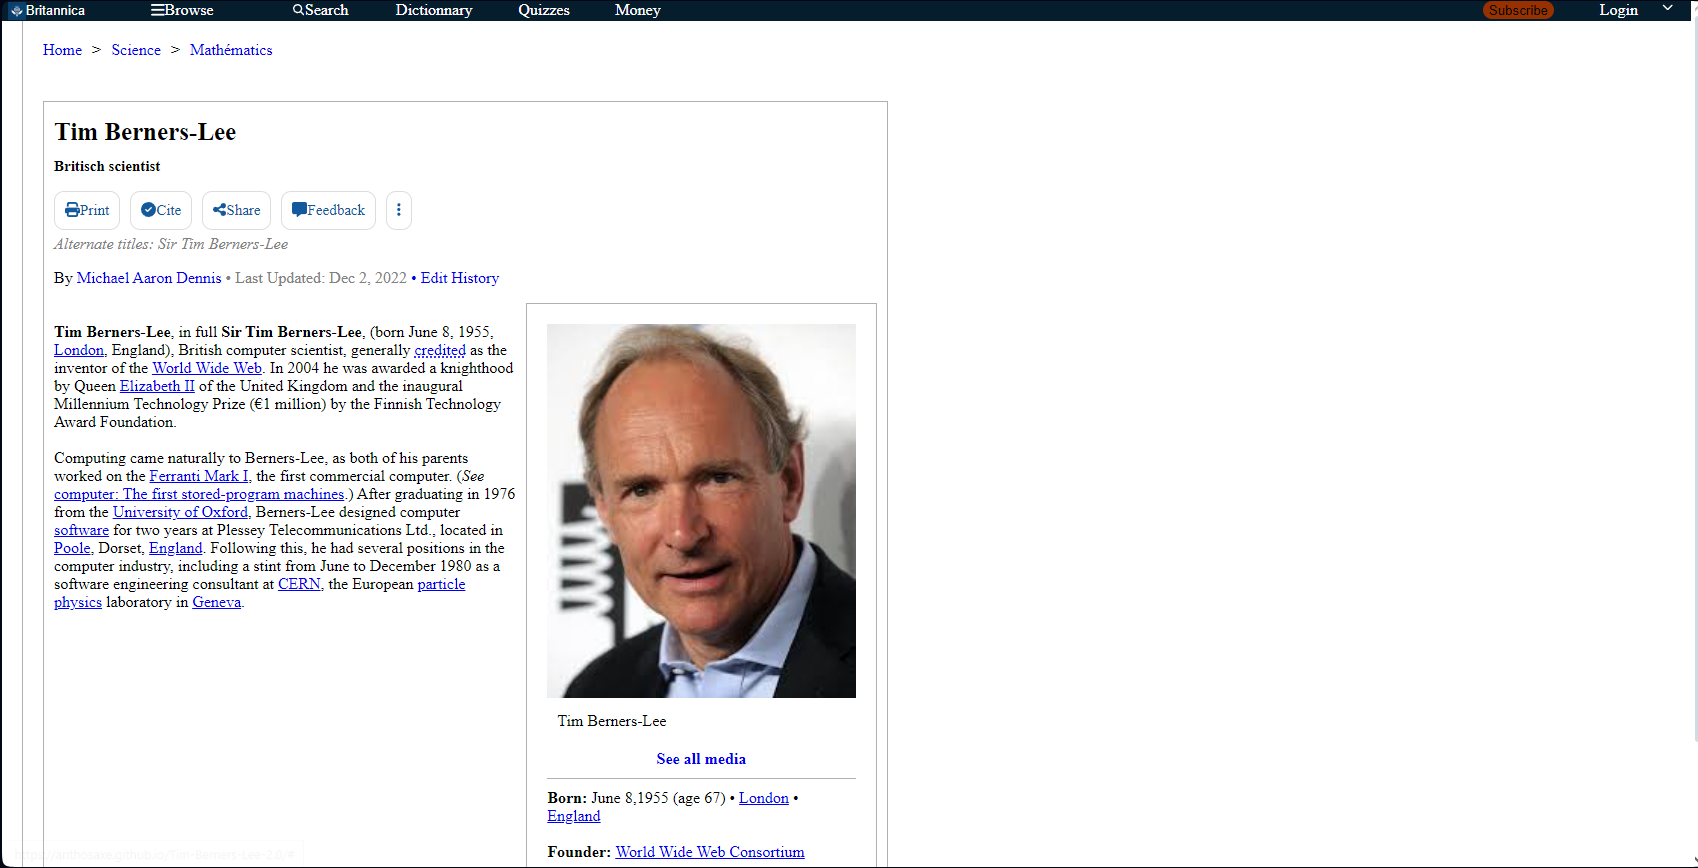 Britannica Browse Search Dictionnary Quizzes Money Subscribe Login
Home > Science > Mathématics
Tim Berners-Lee
Britisch scientist
Print Cite Share Feedback
Alternate titles: Sir Tim Berners-Lee
By Michael Aaron Dennis • Last Updated: Dec 2, 2022 • Edit History
Tim Berners-Lee, in full Sir Tim Berners-Lee, (born June 8, 1955,
London, England), British computer scientist, generally credited as the
inventor of the World Wide Web. In 2004 he was awarded a knighthood
by Queen Elizabeth II of the United Kingdom and the inaugural
Millennium Technology Prize (€1 million) by the Finnish Technology
Award Foundation.
Computing came naturally to Berners-Lee, as both of his parents
worked on the Ferranti Mark I, the first commercial computer. (See
computer: The first stored-program machines.) After graduating in 1976
from the University of Oxford, Berners-Lee designed computer
software for two years at Plessey Telecommunications Ltd., located in
Poole, Dorset, England. Following this, he had several positions in the
computer industry, including a stint from June to December 1980 as a
software engineering consultant at CERN, the European particle
physics laboratory in Geneva.
Tim Berners-Lee
See all media
Born: June 8,1955 (age 67) • London •
England
Founder: World Wide Web Consortium